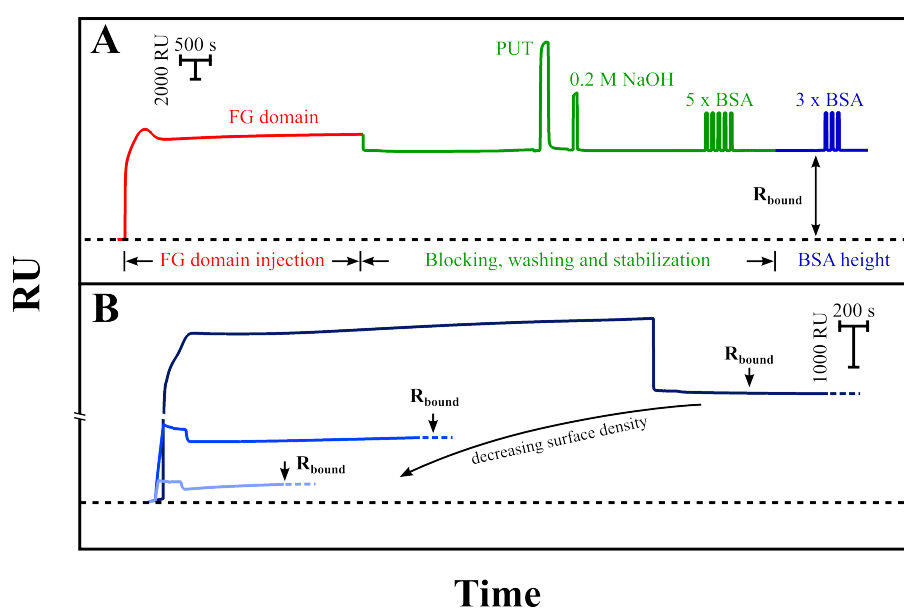 A
500 s
2000 RU
PUT
0.2 M NaOH
FG domain
5 x BSA
3 x BSA
Rbound
FG domain injection
Blocking, washing and stabilization
BSA height
RU
B
200 s
1000 RU
Rbound
Rbound
decreasing surface density
Rbound
Time